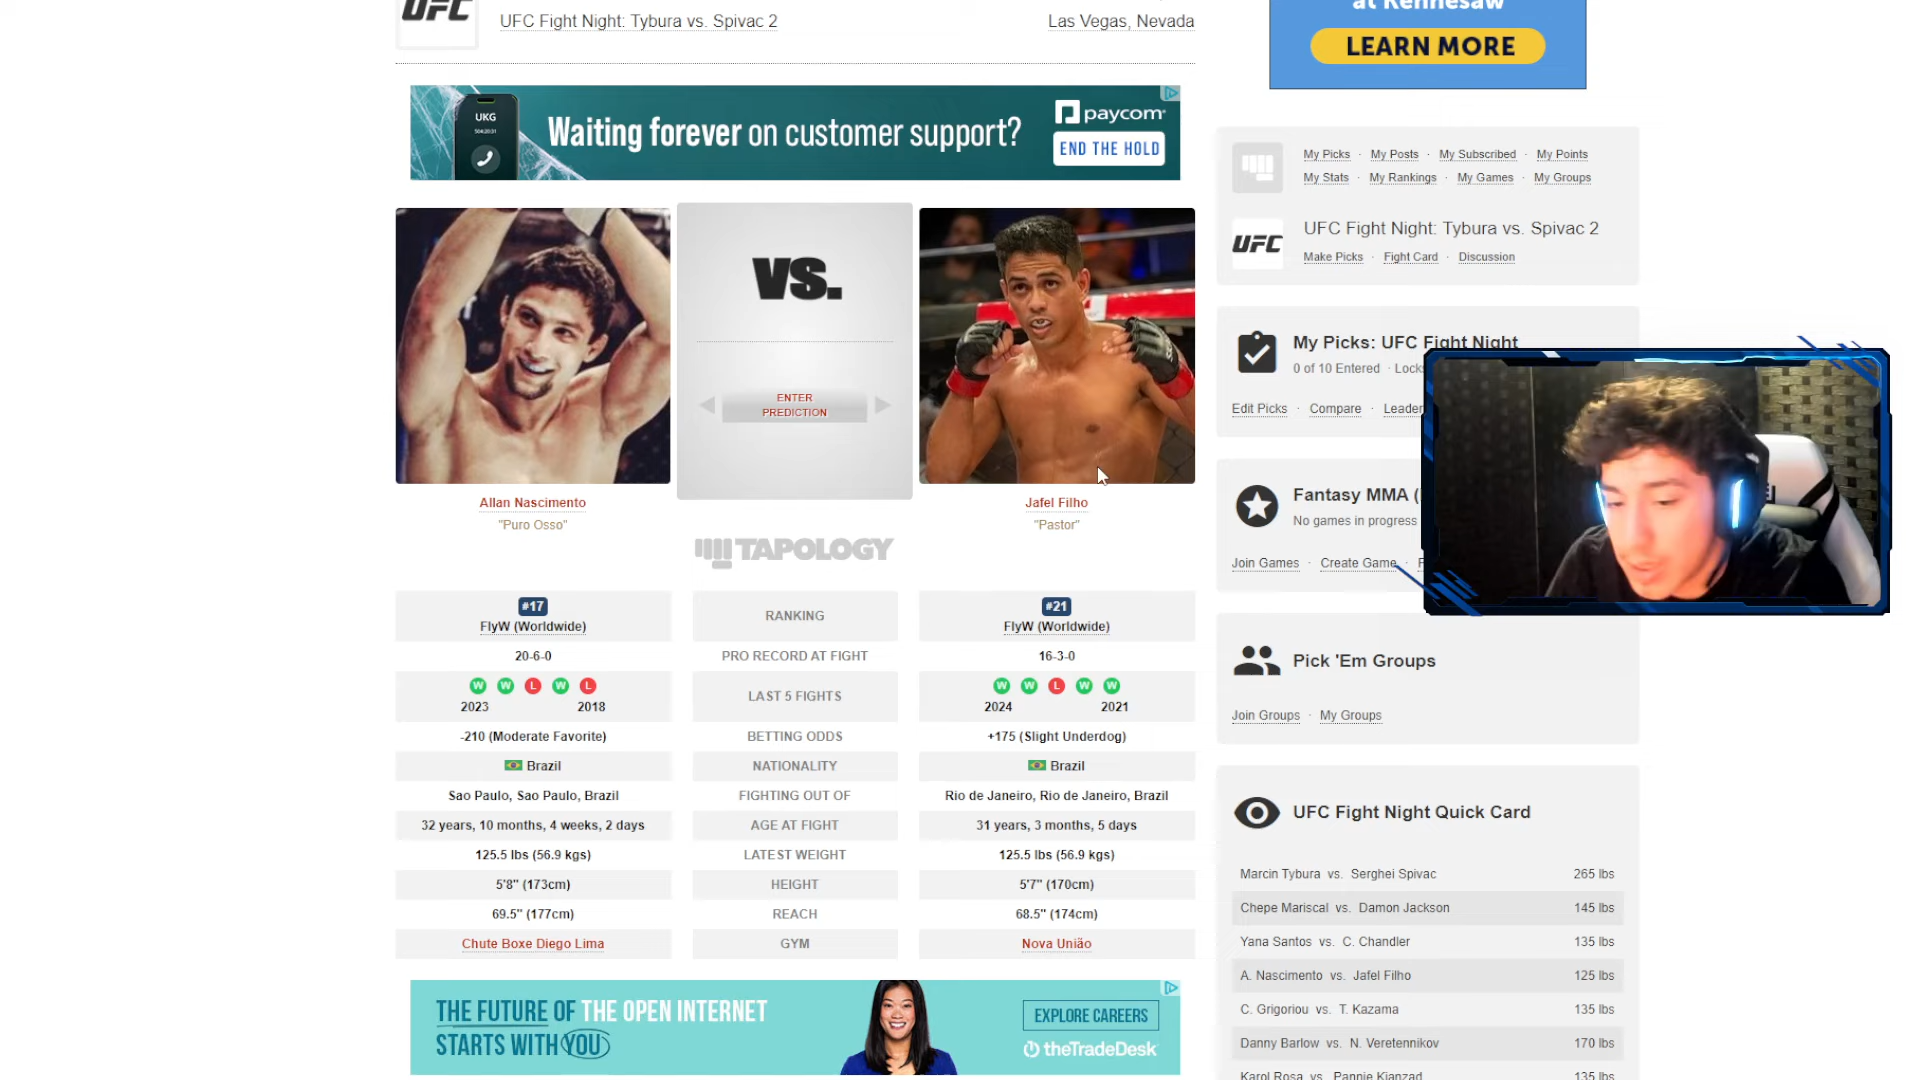 UFC
UFC Fight Night: Tybura vs. Spivac 2
Las Vegas, Nevada
at Kennesaw
LEARN MORE
UKG
Waiting forever on customer support?
paycom
END THE HOLD
VS.
ENTER
PREDICTION
Allan Nascimento
"Puro Osso"
Jafel Filho
"Pastor"
TAPOLOGY
#17
FlyW (Worldwide)
RANKING
#21
FlyW (Worldwide)
20-6-0
PRO RECORD AT FIGHT
16-3-0
W W L W L
2023 2018
LAST 5 FIGHTS
W W L W W
2024 2021
-210 (Moderate Favorite)
BETTING ODDS
+175 (Slight Underdog)
Brazil
NATIONALITY
Brazil
Sao Paulo, Sao Paulo, Brazil
FIGHTING OUT OF
Rio de Janeiro, Rio de Janeiro, Brazil
32 years, 10 months, 4 weeks, 2 days
AGE AT FIGHT
31 years, 3 months, 5 days
125.5 lbs (56.9 kgs)
LATEST WEIGHT
125.5 lbs (56.9 kgs)
5'8" (173cm)
HEIGHT
5'7" (170cm)
69.5" (177cm)
REACH
68.5" (174cm)
Chute Boxe Diego Lima
GYM
Nova União
THE FUTURE OF THE OPEN INTERNET
STARTS WITH YOU
EXPLORE CAREERS
theTradeDesk
My Picks · My Posts · My Subscribed · My Points
My Stats · My Rankings · My Games · My Groups
UFC
UFC Fight Night: Tybura vs. Spivac 2
Make Picks · Fight Card · Discussion
My Picks: UFC Fight Night
0 of 10 Entered · Lock
Edit Picks · Compare · Leader
Fantasy MMA (
No games in progress
Join Games · Create Game ·
Pick 'Em Groups
Join Groups · My Groups
UFC Fight Night Quick Card
Marcin Tybura vs. Serghei Spivac 265 lbs
Chepe Mariscal vs. Damon Jackson 145 lbs
Yana Santos vs. C. Chandler 135 lbs
A. Nascimento vs. Jafel Filho 125 lbs
C. Grigoriou vs. T. Kazama 135 lbs
Danny Barlow vs. N. Veretennikov 170 lbs
Karol Rosa vs. Pannie Kianzad 135 lbs